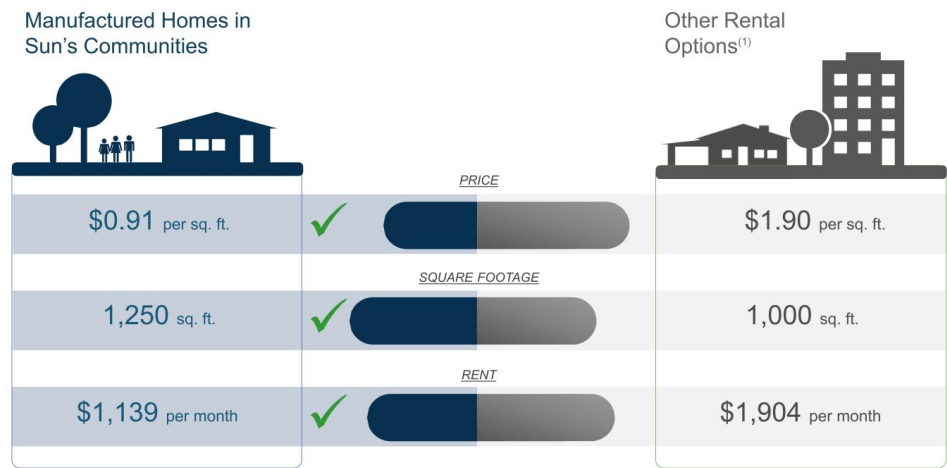 Manufactured Homes in
Sun's Communities
Other Rental
Options(1)
PRICE
$0.91 per sq. ft.
$1.90 per sq. ft.
SQUARE FOOTAGE
1,250 sq. ft.
1,000 sq. ft.
RENT
$1,139 per month
$1,904 per month